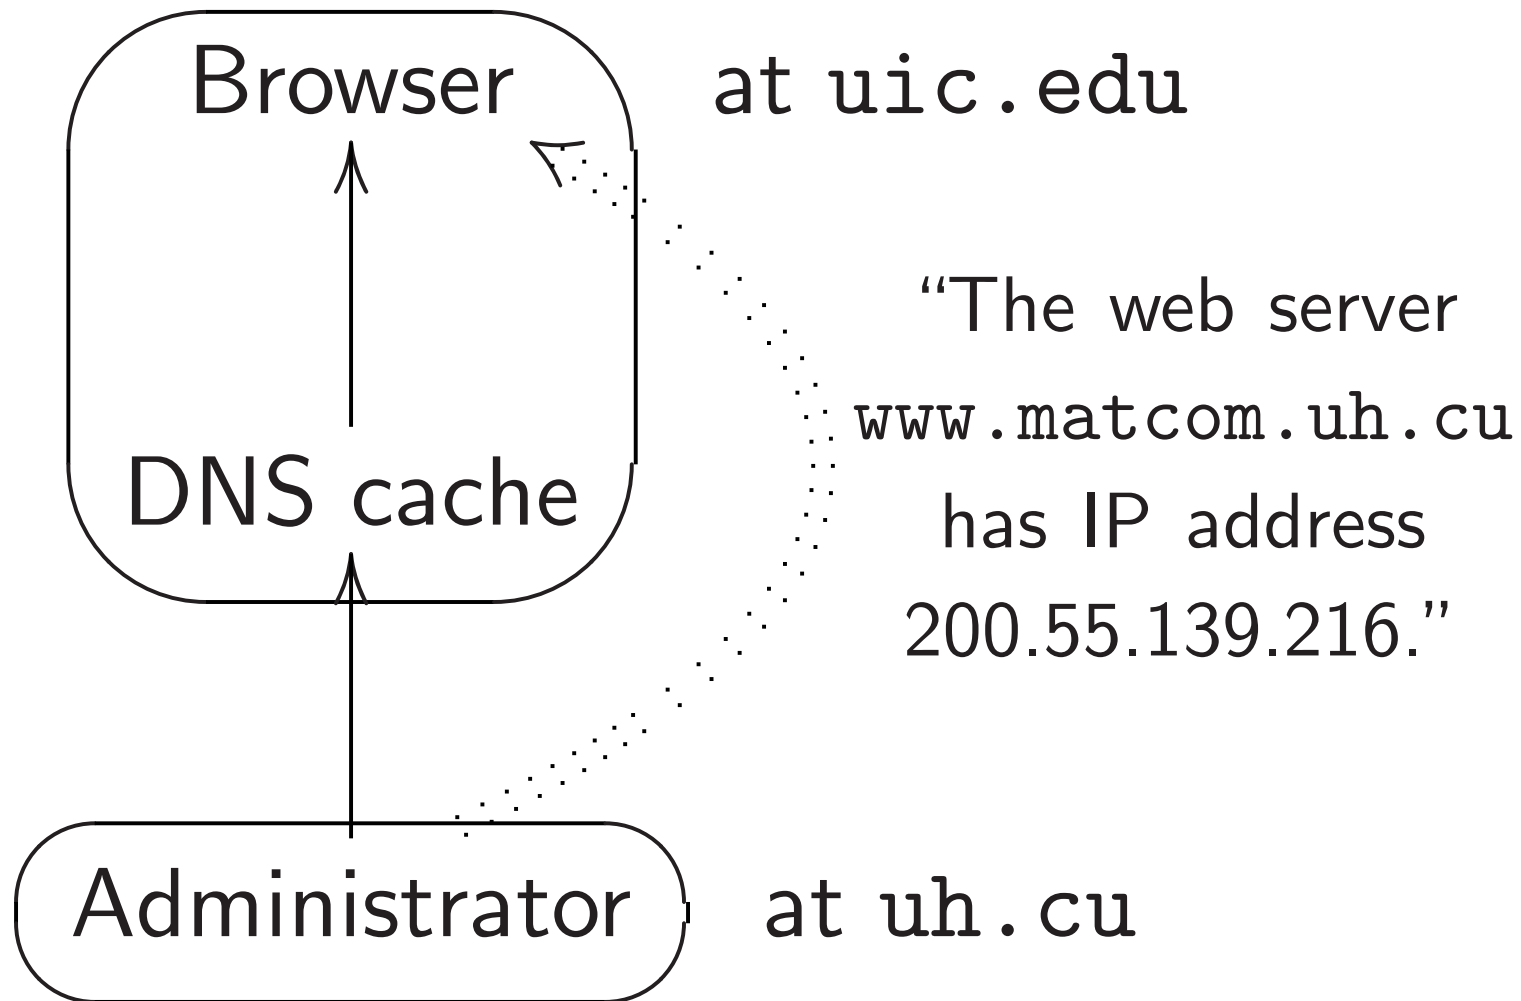 Browser at uic.edu
“The web server
www.matcom.uh.cu
DNS cache
has IP address
200.55.139.216.”
Administrator at uh.cu